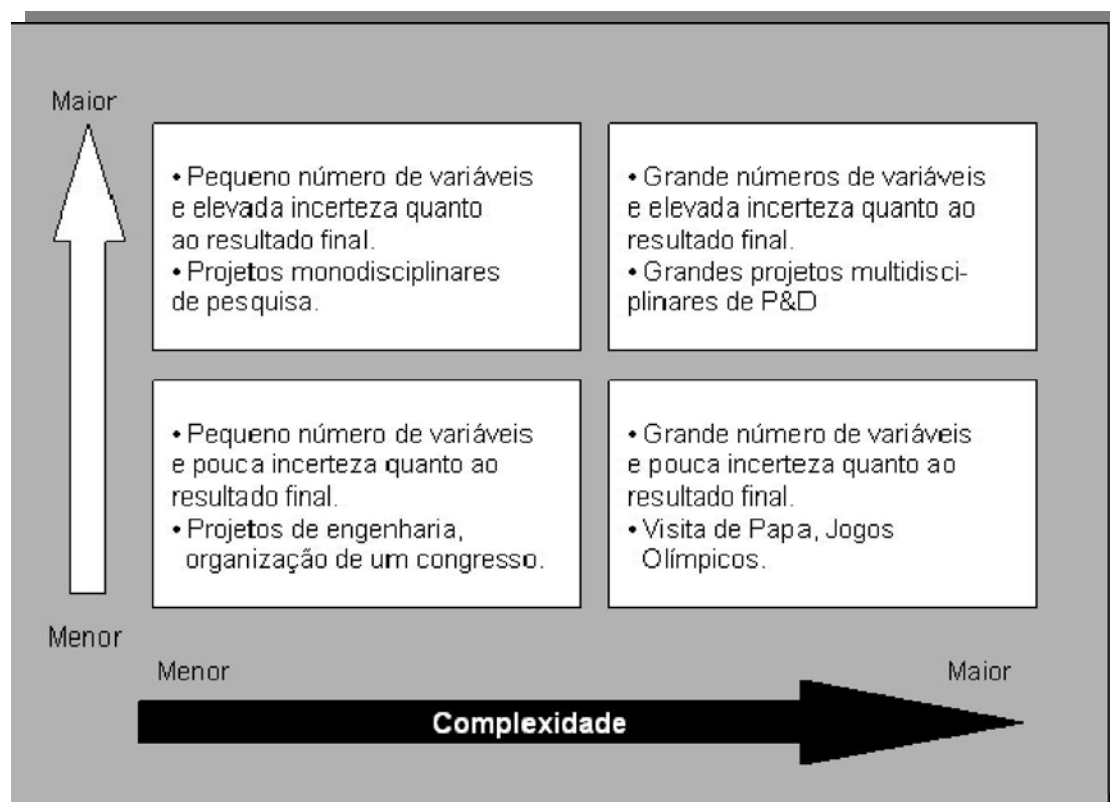 Maior
• Pequeno número de variáveis
e elevada incerteza quanto
ao resultado final.
• Projetos monodisciplinares
de pesquisa.
• Grande números de variáveis
e elevada incerteza quanto ao
resultado final.
• Grandes projetos multidisci-
plinares de P&D
• Pequeno número de variáveis
e pouca incerteza quanto ao
resultado final.
• Projetos de engenharia,
organização de um congresso.
• Grande número de variáveis
e pouca incerteza quanto ao
resultado final.
• Visita de Papa, Jogos
Olímpicos.
Menor
Menor
Maior
Complexidade